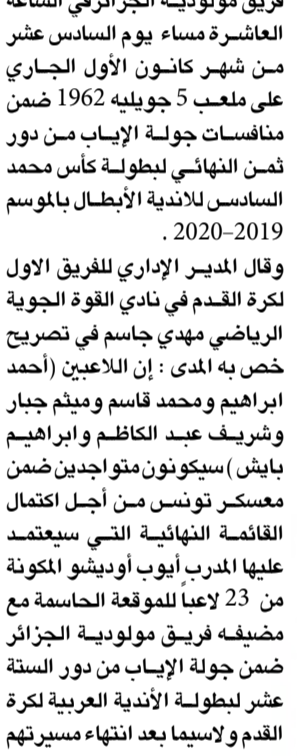 فريق مولودية الجزائر في الساعة
العاشرة مساء يوم السادس عشر
من شهر كانون الأول الجاري
على ملعب 5 جويليه 1962 ضمن
منافسات جولة الإياب من دور
ثمن النهائي لبطولة كأس محمد
السادس للاندية الأبطال بالموسم
2019–2020 .
وقال المدير الإداري للفريق الاول
لكرة القدم في نادي القوة الجوية
الرياضي مهدي جاسم في تصريح
خص به المدى : إن اللاعبين (أحمد
ابراهيم ومحمد قاسم وميثم جبار
وشريف عبد الكاظم وابراهيم
بايش) سيكونون متواجدين ضمن
معسكر تونس من أجل اكتمال
القائمة النهائية التي سيعتمد
عليها المدرب أيوب أوديشو المكونة
من 23 لاعباً للموقعة الحاسمة مع
مضيفه فريق مولودية الجزائر
ضمن جولة الإياب من دور الستة
عشر لبطولة الأندية العربية لكرة
القدم ولاسيما بعد انتهاء مسيرتهم